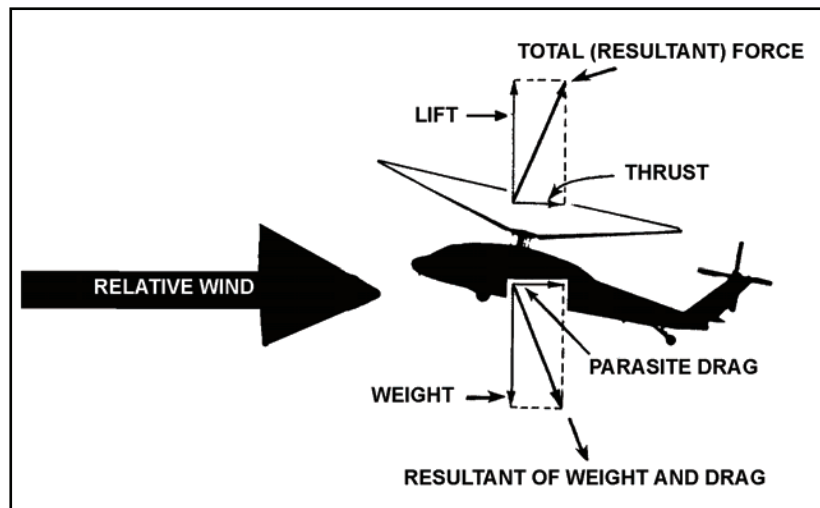 TOTAL (RESULTANT) FORCE
LIFT
THRUST
RELATIVE WIND
PARASITE DRAG
WEIGHT
RESULTANT OF WEIGHT AND DRAG